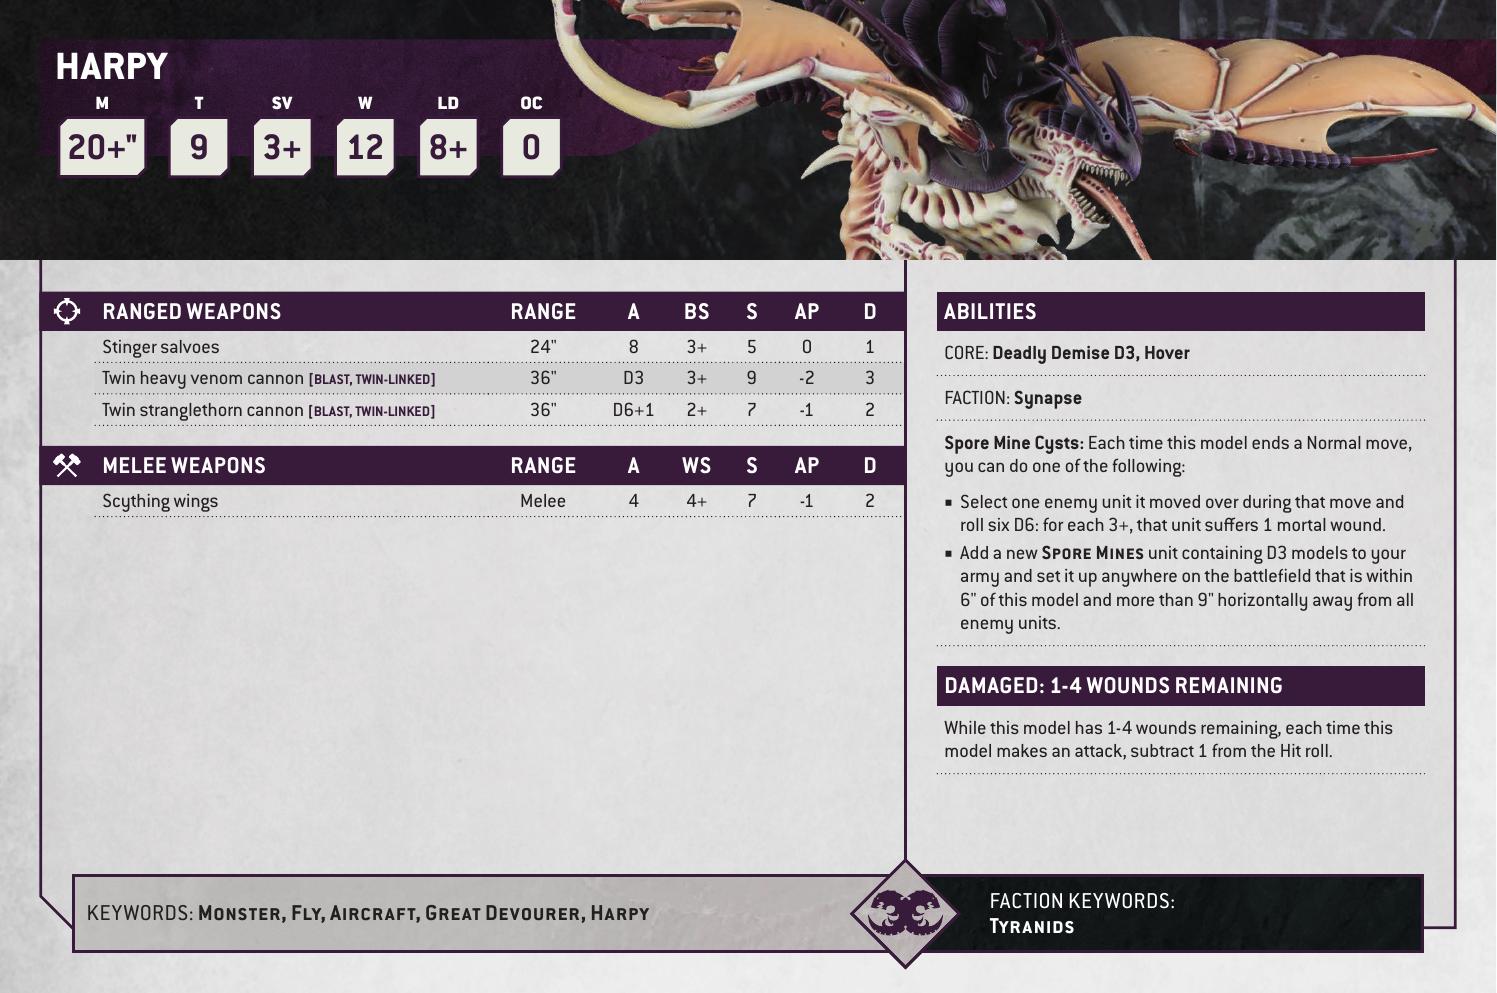 HARPY
M T SV W LD OC
20+" 9 3+ 12 8+ 0
RANGED WEAPONS RANGE A BS S AP D
Stinger salvoes 24" 8 3+ 5 0 1
Twin heavy venom cannon [BLAST, TWIN-LINKED] 36" D3 3+ 9 -2 3
Twin stranglethorn cannon [BLAST, TWIN-LINKED] 36" D6+1 2+ 7 -1 2
MELEE WEAPONS RANGE A WS S AP D
Scything wings Melee 4 4+ 7 -1 2
ABILITIES
CORE: Deadly Demise D3, Hover
FACTION: Synapse
Spore Mine Cysts: Each time this model ends a Normal move,
you can do one of the following:
▪ Select one enemy unit it moved over during that move and
roll six D6: for each 3+, that unit suffers 1 mortal wound.
▪ Add a new SPORE MINES unit containing D3 models to your
army and set it up anywhere on the battlefield that is within
6" of this model and more than 9" horizontally away from all
enemy units.
DAMAGED: 1-4 WOUNDS REMAINING
While this model has 1-4 wounds remaining, each time this
model makes an attack, subtract 1 from the Hit roll.
KEYWORDS: MONSTER, FLY, AIRCRAFT, GREAT DEVOURER, HARPY
FACTION KEYWORDS:
TYRANIDS